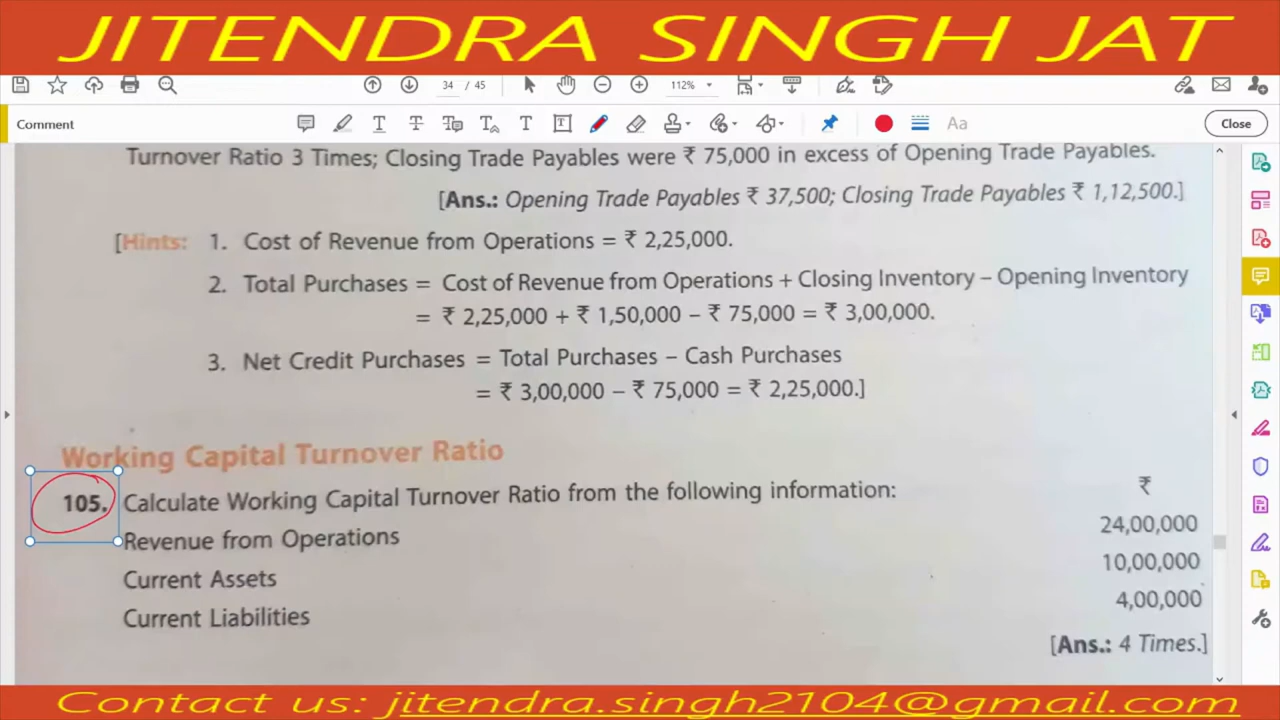 JITENDRA SINGH JAT
34 / 45
112%
Comment
Aa
Close
Turnover Ratio 3 Times; Closing Trade Payables were ₹ 75,000 in excess of Opening Trade Payables.
[Ans.: Opening Trade Payables ₹ 37,500; Closing Trade Payables ₹ 1,12,500.]
[Hints: 1. Cost of Revenue from Operations = ₹ 2,25,000.
2. Total Purchases = Cost of Revenue from Operations + Closing Inventory – Opening Inventory
= ₹ 2,25,000 + ₹ 1,50,000 – ₹ 75,000 = ₹ 3,00,000.
3. Net Credit Purchases = Total Purchases – Cash Purchases
= ₹ 3,00,000 – ₹ 75,000 = ₹ 2,25,000.]
Working Capital Turnover Ratio
105. Calculate Working Capital Turnover Ratio from the following information: ₹
Revenue from Operations 24,00,000
Current Assets 10,00,000
Current Liabilities 4,00,000
[Ans.: 4 Times.]
Contact us: jitendra.singh2104@gmail.com